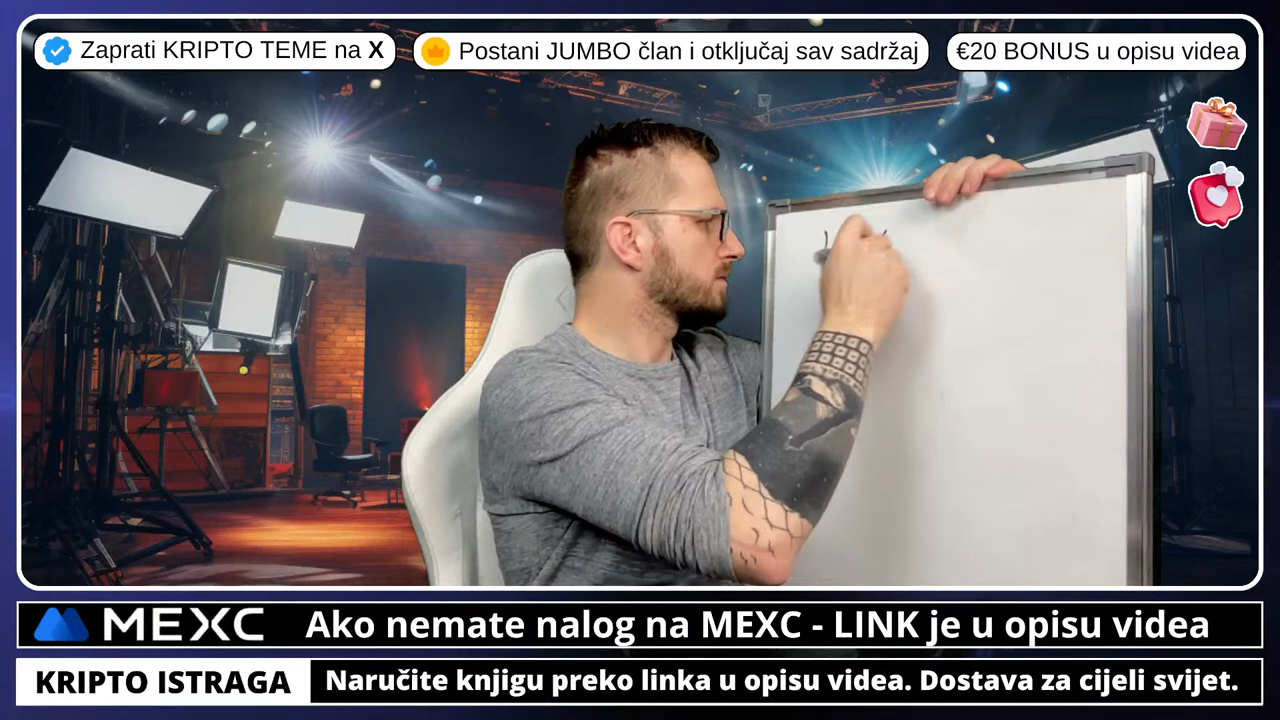 Zaprati KRIPTO TEME na X
Postani JUMBO član i otključaj sav sadržaj
€20 BONUS u opisu videa
MEXC
Ako nemate nalog na MEXC - LINK je u opisu videa
KRIPTO ISTRAGA
Naručite knjigu preko linka u opisu videa. Dostava za cijeli svijet.